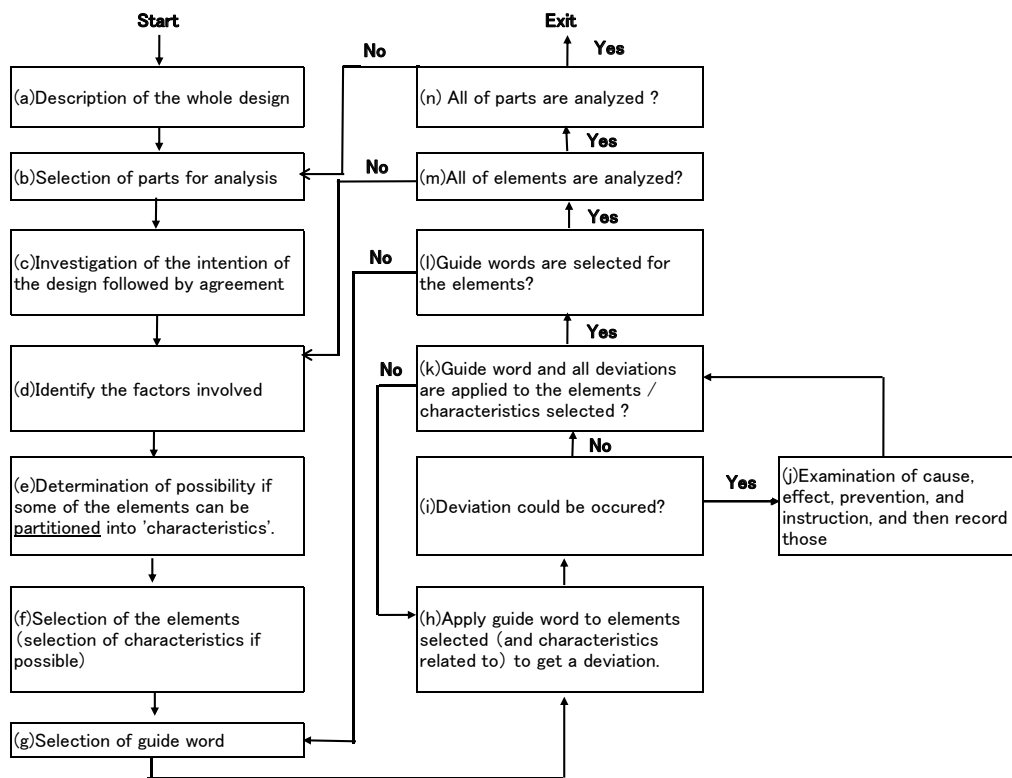 Start
(a)Description of the whole design
(b)Selection of parts for analysis
(c)Investigation of the intention of
the design followed by agreement
(d)Identify the factors involved
(e)Determination of possibility if
some of the elements can be
partitioned into 'characteristics'.
(f)Selection of the elements
(selection of characteristics if
possible)
(g)Selection of guide word
Exit
Yes
No
(n) All of parts are analyzed ?
Yes
No
(m)All of elements are analyzed?
Yes
No
(l)Guide words are selected for
the elements?
Yes
No
(k)Guide word and all deviations
are applied to the elements /
characteristics selected ?
No
(i)Deviation could be occured?
Yes
(j)Examination of cause,
effect, prevention, and
instruction, and then record
those
(h)Apply guide word to elements
selected (and characteristics
related to) to get a deviation.